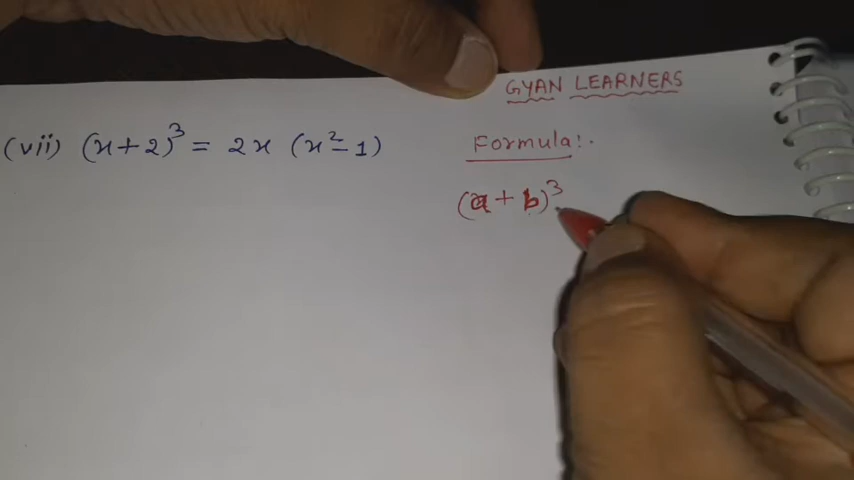 GYAN LEARNERS
(vii) (x+2)³ = 2x (x²-1)
Formula:-
(a + b)³